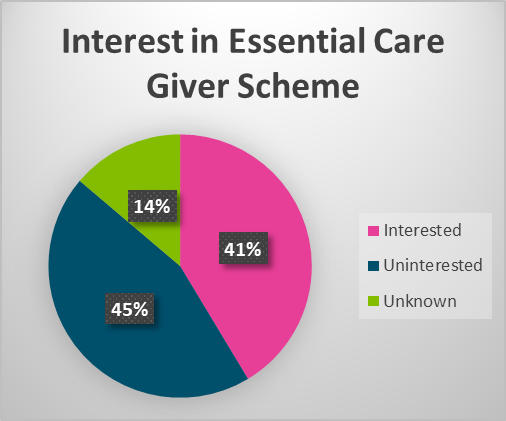 Interest in Essential Care
Giver Scheme
14%
41%
45%
Interested
Uninterested
Unknown